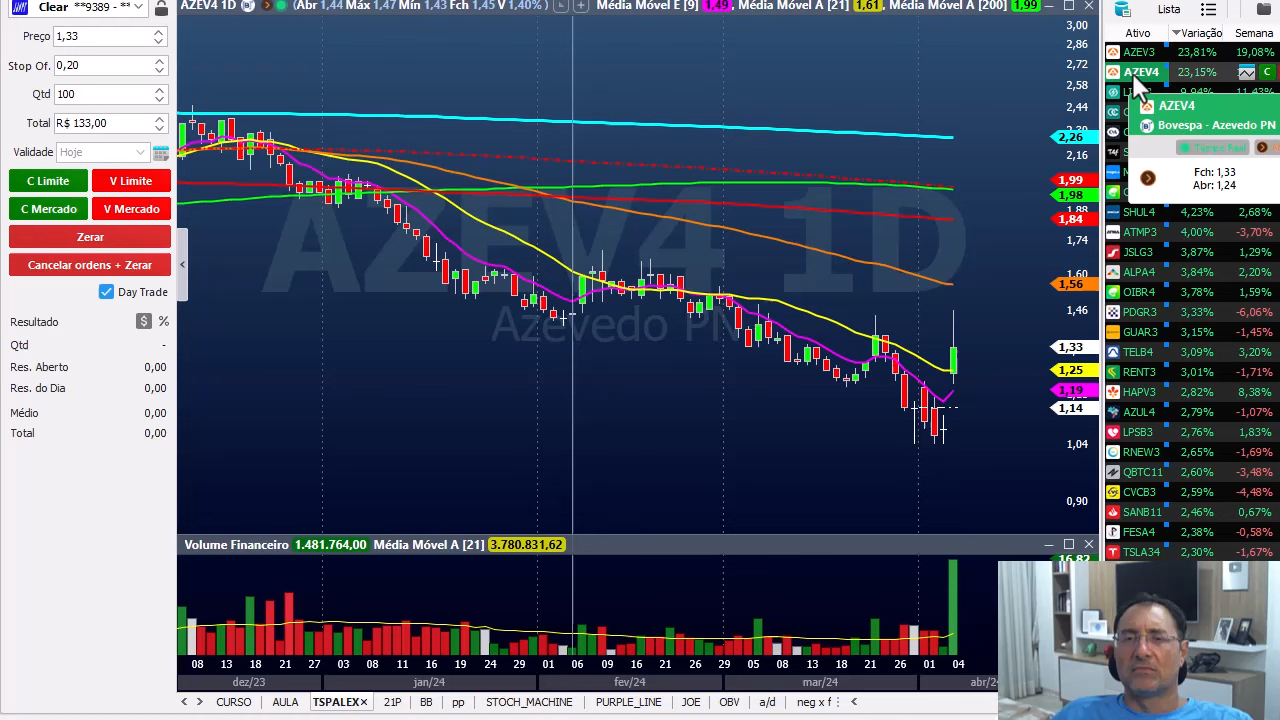 Clear **9389 - **
Preço 1,33
Stop Of. 0,20
Qtd 100
Total R$ 133,00
Validade Hoje
C Limite V Limite
C Mercado V Mercado
Zerar
Cancelar ordens + Zerar
Day Trade
Resultado $ %
Qtd -
Res. Aberto 0,00
Res. do Dia 0,00
Médio 0,00
Total 0,00
AZEV4 1D Abr 1,44 Máx 1,47 Mín 1,43 Fch 1,45 V 1,40% Média Móvel E [9] 1,49 Média Móvel A [21] 1,61 Média Móvel A [200] 1,99
AZEV4 1D
Azevedo PN
3,00
2,86
2,72
2,58
2,44
2,26
2,16
1,99
1,98
1,84
1,74
1,60
1,56
1,46
1,33
1,25
1,19
1,14
1,04
0,90
Volume Financeiro 1.481.764,00 Média Móvel A [21] 3.780.831,62
16,82
08 13 18 21 27 03 08 11 16 19 24 29 01 06 09 16 21 26 29 05 08 13 18 21 26 01 04
dez/23 jan/24 fev/24 mar/24
CURSO AULA TSPALEX 21P BB pp STOCH_MACHINE PURPLE_LINE JOE OBV a/d neg x f
Lista
Ativo Variação Semana
AZEV3 23,81% 19,08%
AZEV4 23,15% C
AZEV4
Bovespa - Azevedo PN
Tempo Real
Fch: 1,33
Abr: 1,24
SHUL4 4,23% 2,68%
ATMP3 4,00% -3,70%
JSLG3 3,87% 1,29%
ALPA4 3,84% 2,20%
OIBR4 3,78% 1,59%
PDGR3 3,33% -6,06%
GUAR3 3,15% -1,45%
TELB4 3,09% 3,20%
RENT3 3,01% -1,71%
HAPV3 2,82% 8,38%
AZUL4 2,79% -1,07%
LPSB3 2,76% 1,83%
RNEW3 2,65% -1,69%
QBTC11 2,60% -3,48%
CVCB3 2,59% -4,48%
SANB11 2,46% 0,67%
FESA4 2,38% -0,58%
TSLA34 2,30% -1,67%